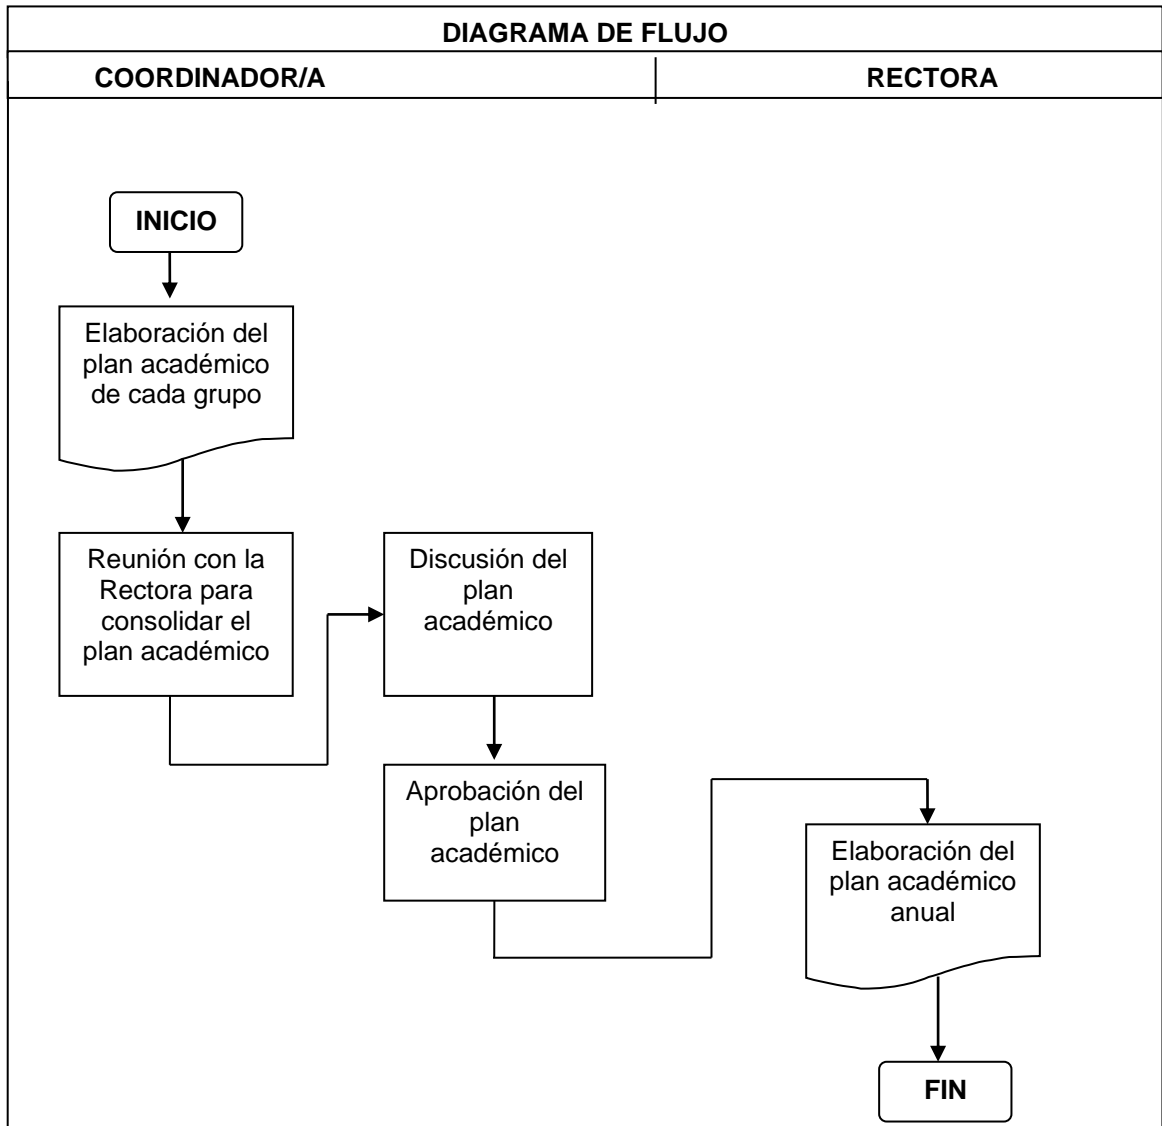 DIAGRAMA DE FLUJO
COORDINADOR/A
RECTORA
INICIO
Elaboración del
plan académico
de cada grupo
Reunión con la
Rectora para
consolidar el
plan académico
Discusión del
plan
académico
Aprobación del
plan
académico
Elaboración del
plan académico
anual
FIN